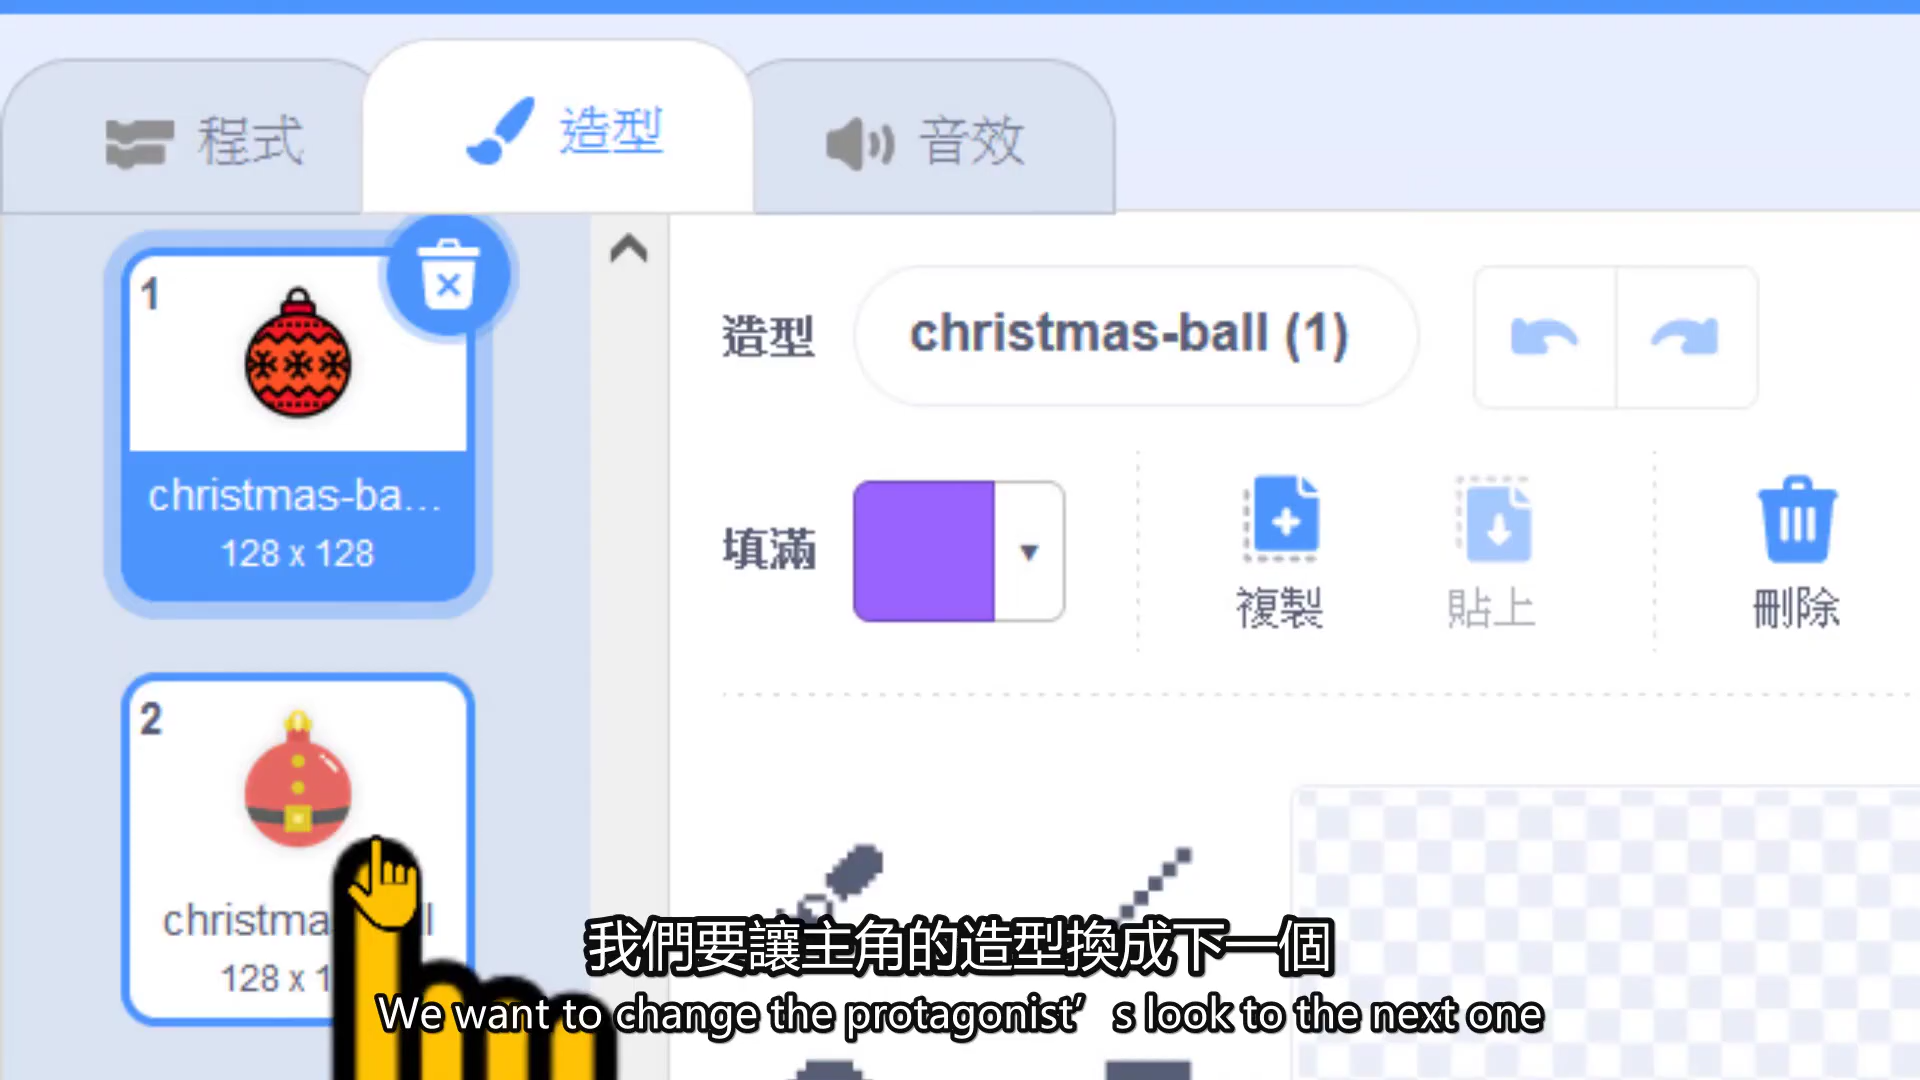 程式
造型
音效
1
christmas-ba...
128 x 128
造型
christmas-ball (1)
填滿
複製
貼上
刪除
2
128 x 1
我們要讓主角的造型換成下一個
We want to change the protagonist's look to the next one